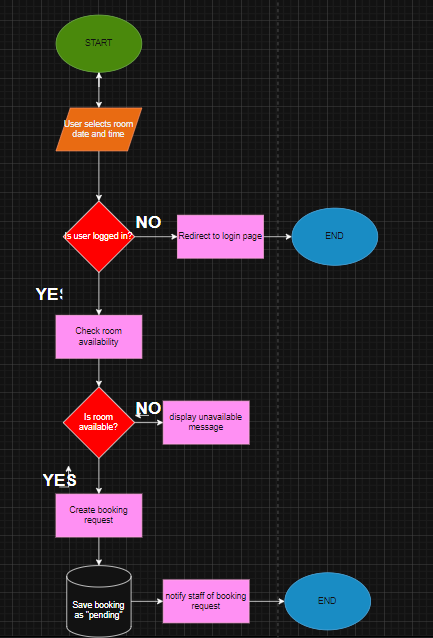 START
User selects room
date and time
Is user logged in?
NO
Redirect to login page
END
YES
Check room
availability
Is room
available?
NO
display unavailable
message
YES
Create booking
request
Save booking
as "pending"
notify staff of booking
request
END